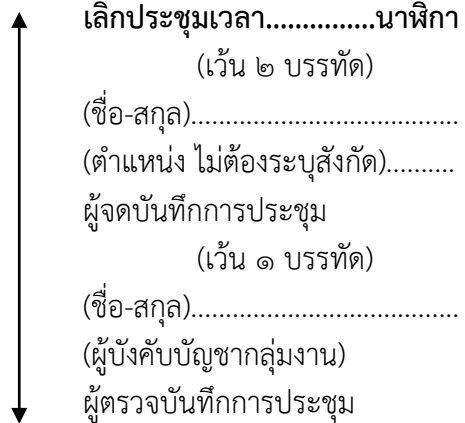 เลิกประชุมเวลา...............นาฬิกา
(เว้น ๒ บรรทัด)
(ชื่อ-สกุล)......................................
(ตำแหน่ง ไม่ต้องระบุสังกัด)..........
ผู้จดบันทึกการประชุม
(เว้น ๑ บรรทัด)
(ชื่อ-สกุล)......................................
(ผู้บังคับบัญชากลุ่มงาน)
ผู้ตรวจบันทึกการประชุม